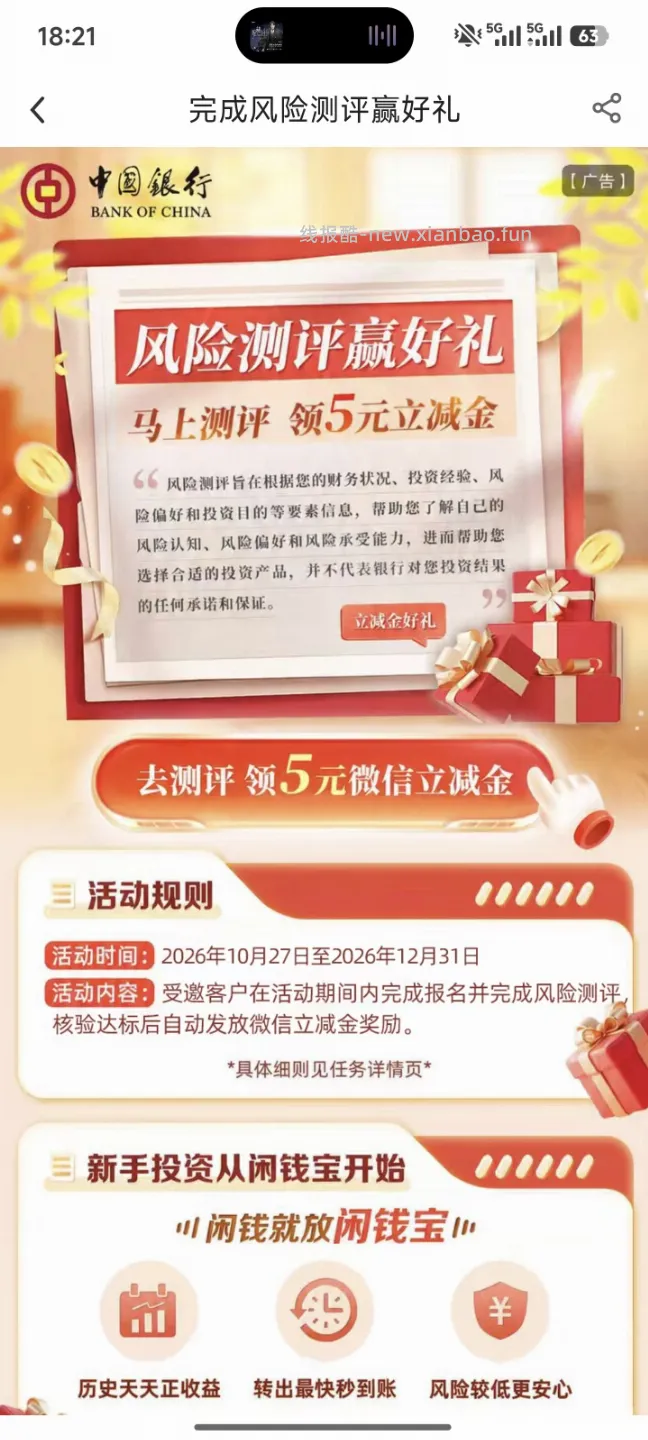 18:21
5G 5G 63
完成风险测评赢好礼
中國銀行
BANK OF CHINA
【广告】
线报酷-new.xianbao.fun
风险测评赢好礼
马上测评 领5元立减金
“ 风险测评旨在根据您的财务状况、投资经验、风
险偏好和投资目的等要素信息，帮助您了解自己的
风险认知、风险偏好和风险承受能力，进而帮助您
选择合适的投资产品，并不代表银行对您投资结果
的任何承诺和保证。 ”
立减金好礼
去测评 领5元微信立减金
活动规则
活动时间：2026年10月27日至2026年12月31日
活动内容：受邀客户在活动期间内完成报名并完成风险测评，
核验达标后自动发放微信立减金奖励。
*具体细则见任务详情页*
新手投资从闲钱宝开始
闲钱就放闲钱宝
历史天天正收益 转出最快秒到账 风险较低更安心